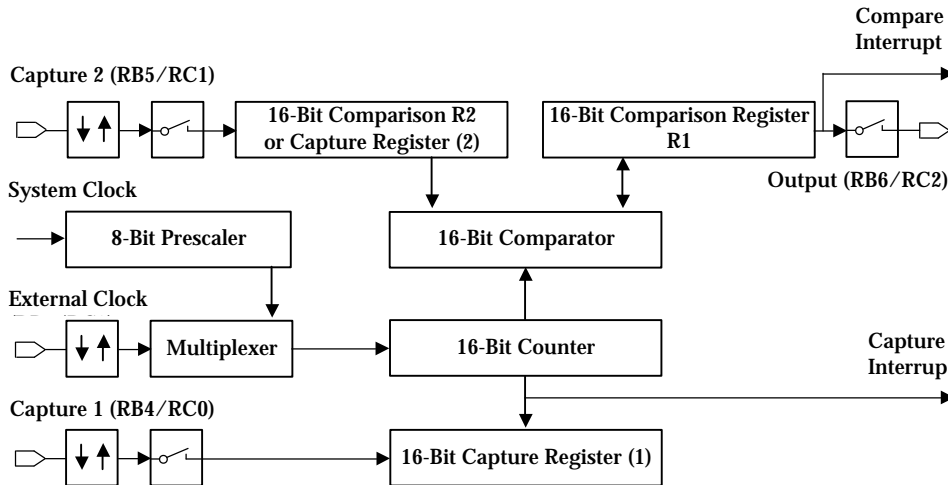 Compare
Interrupt
Capture 2 (RB5/RC1)
16-Bit Comparison R2
or Capture Register (2)
16-Bit Comparison Register
R1
Output (RB6/RC2)
System Clock
8-Bit Prescaler
16-Bit Comparator
External Clock
Multiplexer
16-Bit Counter
Capture
Interrup
Capture 1 (RB4/RC0)
16-Bit Capture Register (1)